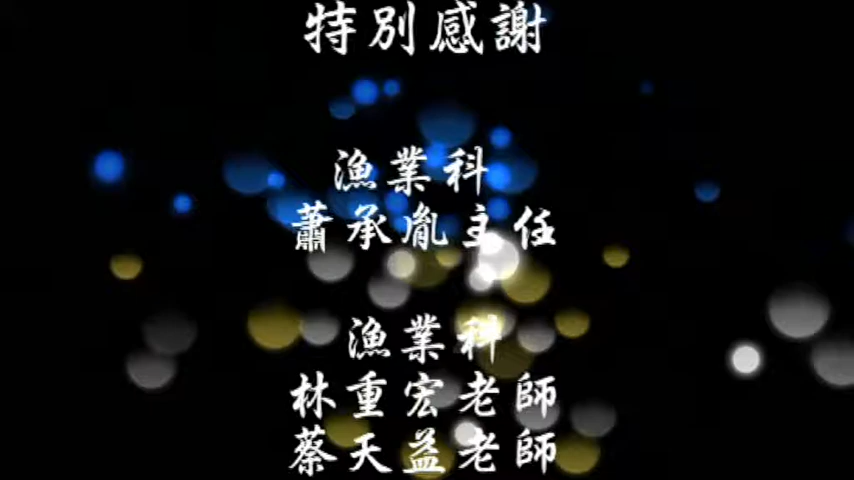 特別感謝
漁業科
蕭承胤主任
漁業科
林重宏老師
蔡天益老師